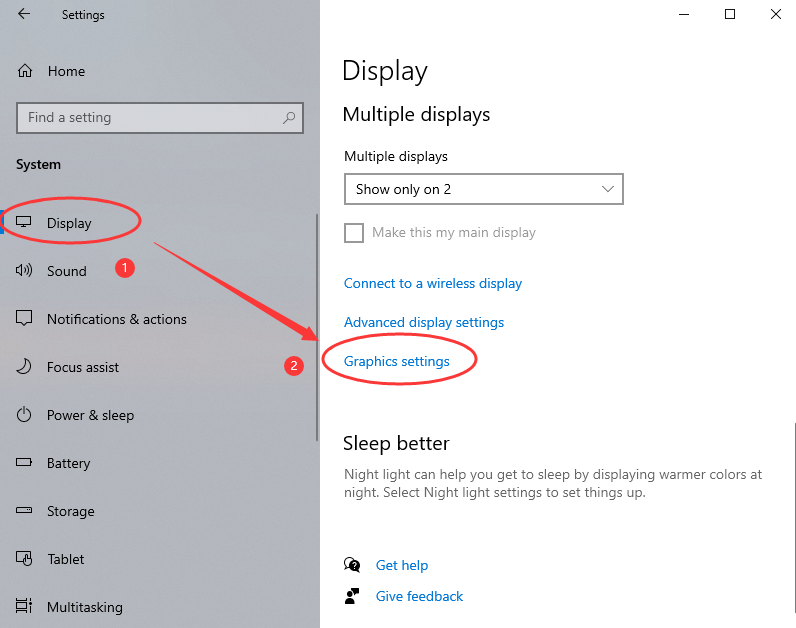 Settings
Home
Find a setting
System
Display
Sound
1
Notifications & actions
Focus assist
2
Power & sleep
Battery
Storage
Tablet
Multitasking
Display
Multiple displays
Multiple displays
Show only on 2
Make this my main display
Connect to a wireless display
Advanced display settings
Graphics settings
Sleep better
Night light can help you get to sleep by displaying warmer colors at
night. Select Night light settings to set things up.
Get help
Give feedback